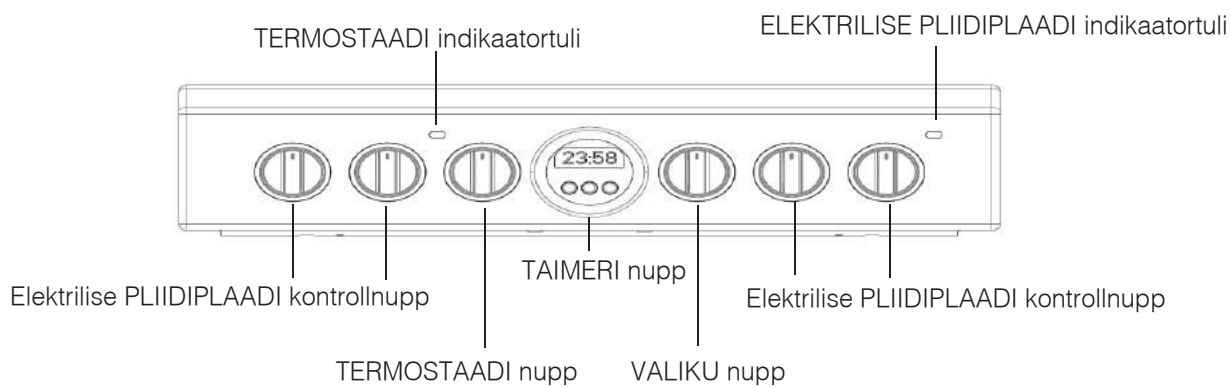 ELEKTRILISE PLIIDIPLAADI indikaatortuli
TERMOSTAADI indikaatortuli
23:58
TAIMERI nupp
Elektrilise PLIIDIPLAADI kontrollnupp
Elektrilise PLIIDIPLAADI kontrollnupp
TERMOSTAADI nupp
VALIKU nupp